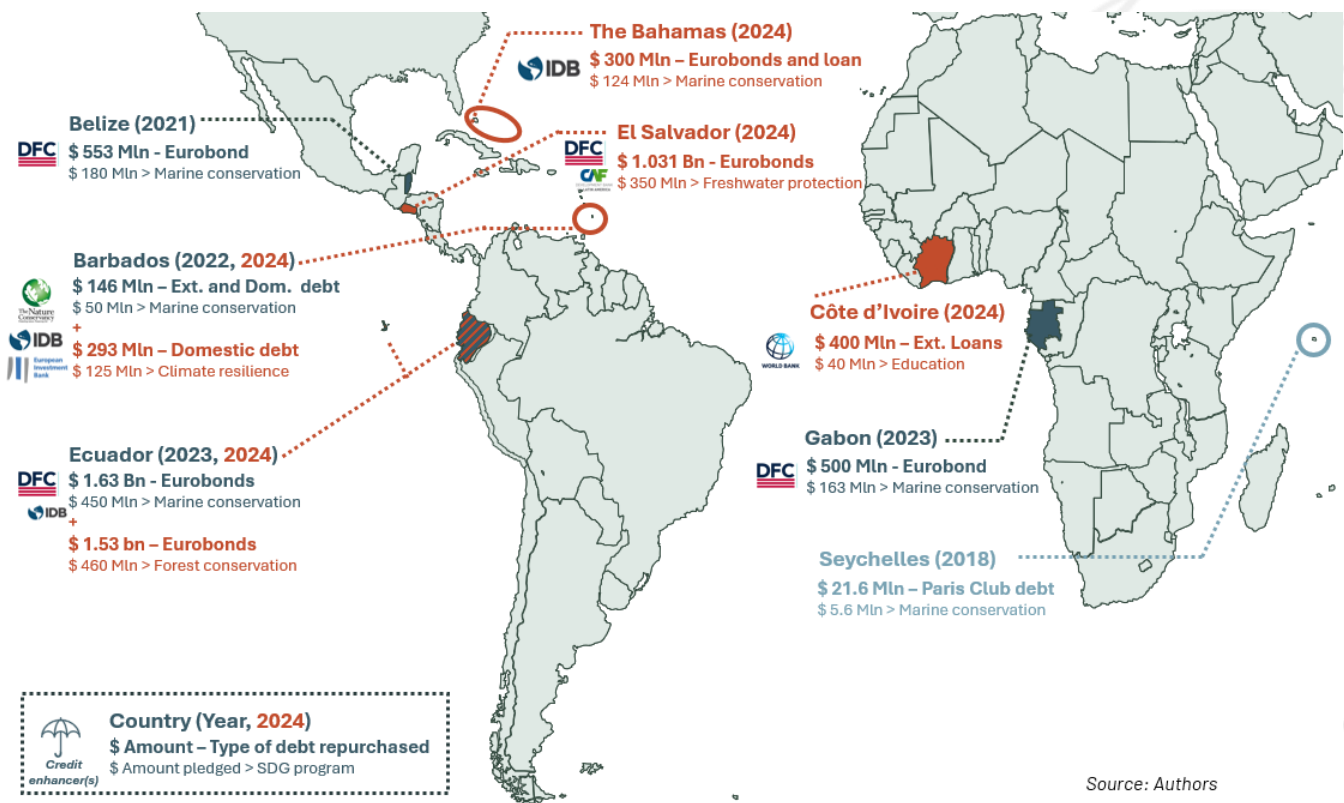 The Bahamas (2024)
$ 300 Mln – Eurobonds and loan
$ 124 Mln > Marine conservation
IDB
Belize (2021)
DFC
$ 553 Mln - Eurobond
$ 180 Mln > Marine conservation
El Salvador (2024)
DFC
$ 1.031 Bn - Eurobonds
CAF
DEVELOPMENT BANK
LATIN AMERICA
$ 350 Mln > Freshwater protection
Barbados (2022, 2024)
$ 146 Mln – Ext. and Dom. debt
$ 50 Mln > Marine conservation
The Nature
Conservancy
+
IDB
$ 293 Mln – Domestic debt
European
Investment
Bank
$ 125 Mln > Climate resilience
Côte d’Ivoire (2024)
$ 400 Mln – Ext. Loans
$ 40 Mln > Education
WORLD BANK
Ecuador (2023, 2024)
DFC
$ 1.63 Bn - Eurobonds
$ 450 Mln > Marine conservation
IDB
+
$ 1.53 bn – Eurobonds
$ 460 Mln > Forest conservation
Gabon (2023)
DFC
$ 500 Mln - Eurobond
$ 163 Mln > Marine conservation
Seychelles (2018)
$ 21.6 Mln – Paris Club debt
$ 5.6 Mln > Marine conservation
Country (Year, 2024)
$ Amount – Type of debt repurchased
$ Amount pledged > SDG program
Credit
enhancer(s)
Source: Authors